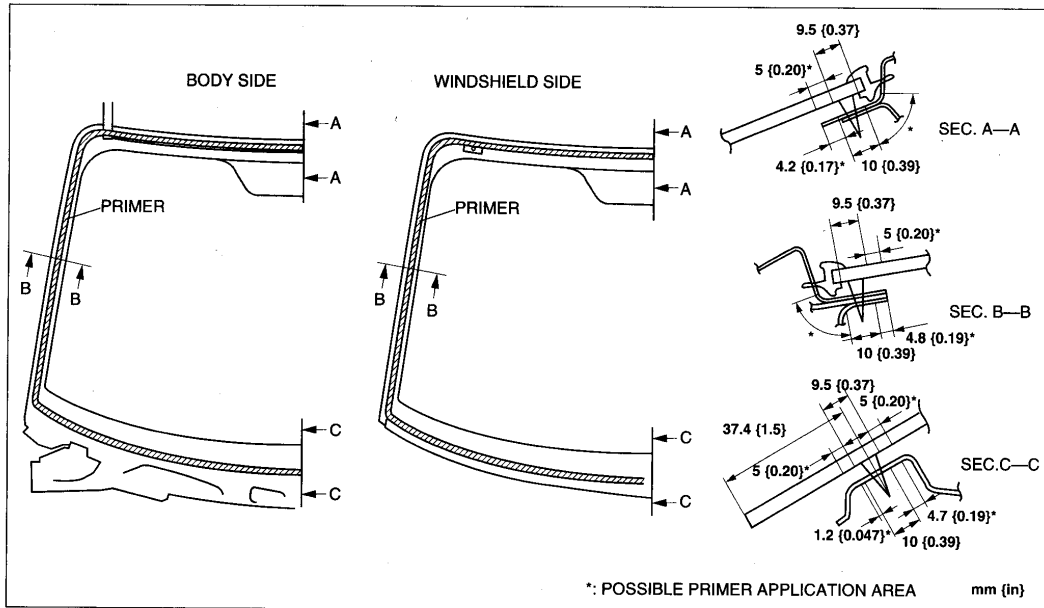 BODY SIDE
A
A
PRIMER
B
B
C
C
WINDSHIELD SIDE
A
A
PRIMER
B
B
C
C
9.5 {0.37}
5 {0.20}*
SEC. A—A
*
4.2 {0.17}*
10 {0.39}
9.5 {0.37}
5 {0.20}*
SEC. B—B
*
4.8 {0.19}*
10 {0.39}
9.5 {0.37}
5 {0.20}*
37.4 {1.5}
5 {0.20}*
SEC.C—C
4.7 {0.19}*
1.2 {0.047}*
10 {0.39}
*: POSSIBLE PRIMER APPLICATION AREA mm {in}